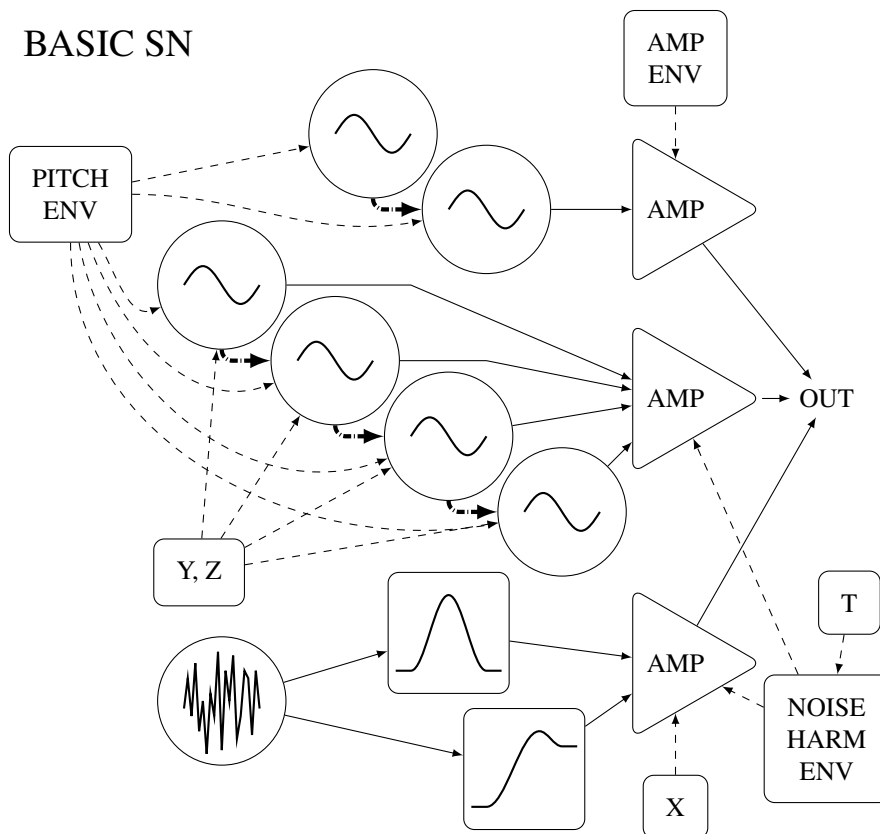 BASIC SN
AMP
ENV
PITCH
ENV
AMP
AMP
OUT
Y, Z
T
AMP
NOISE
HARM
ENV
X